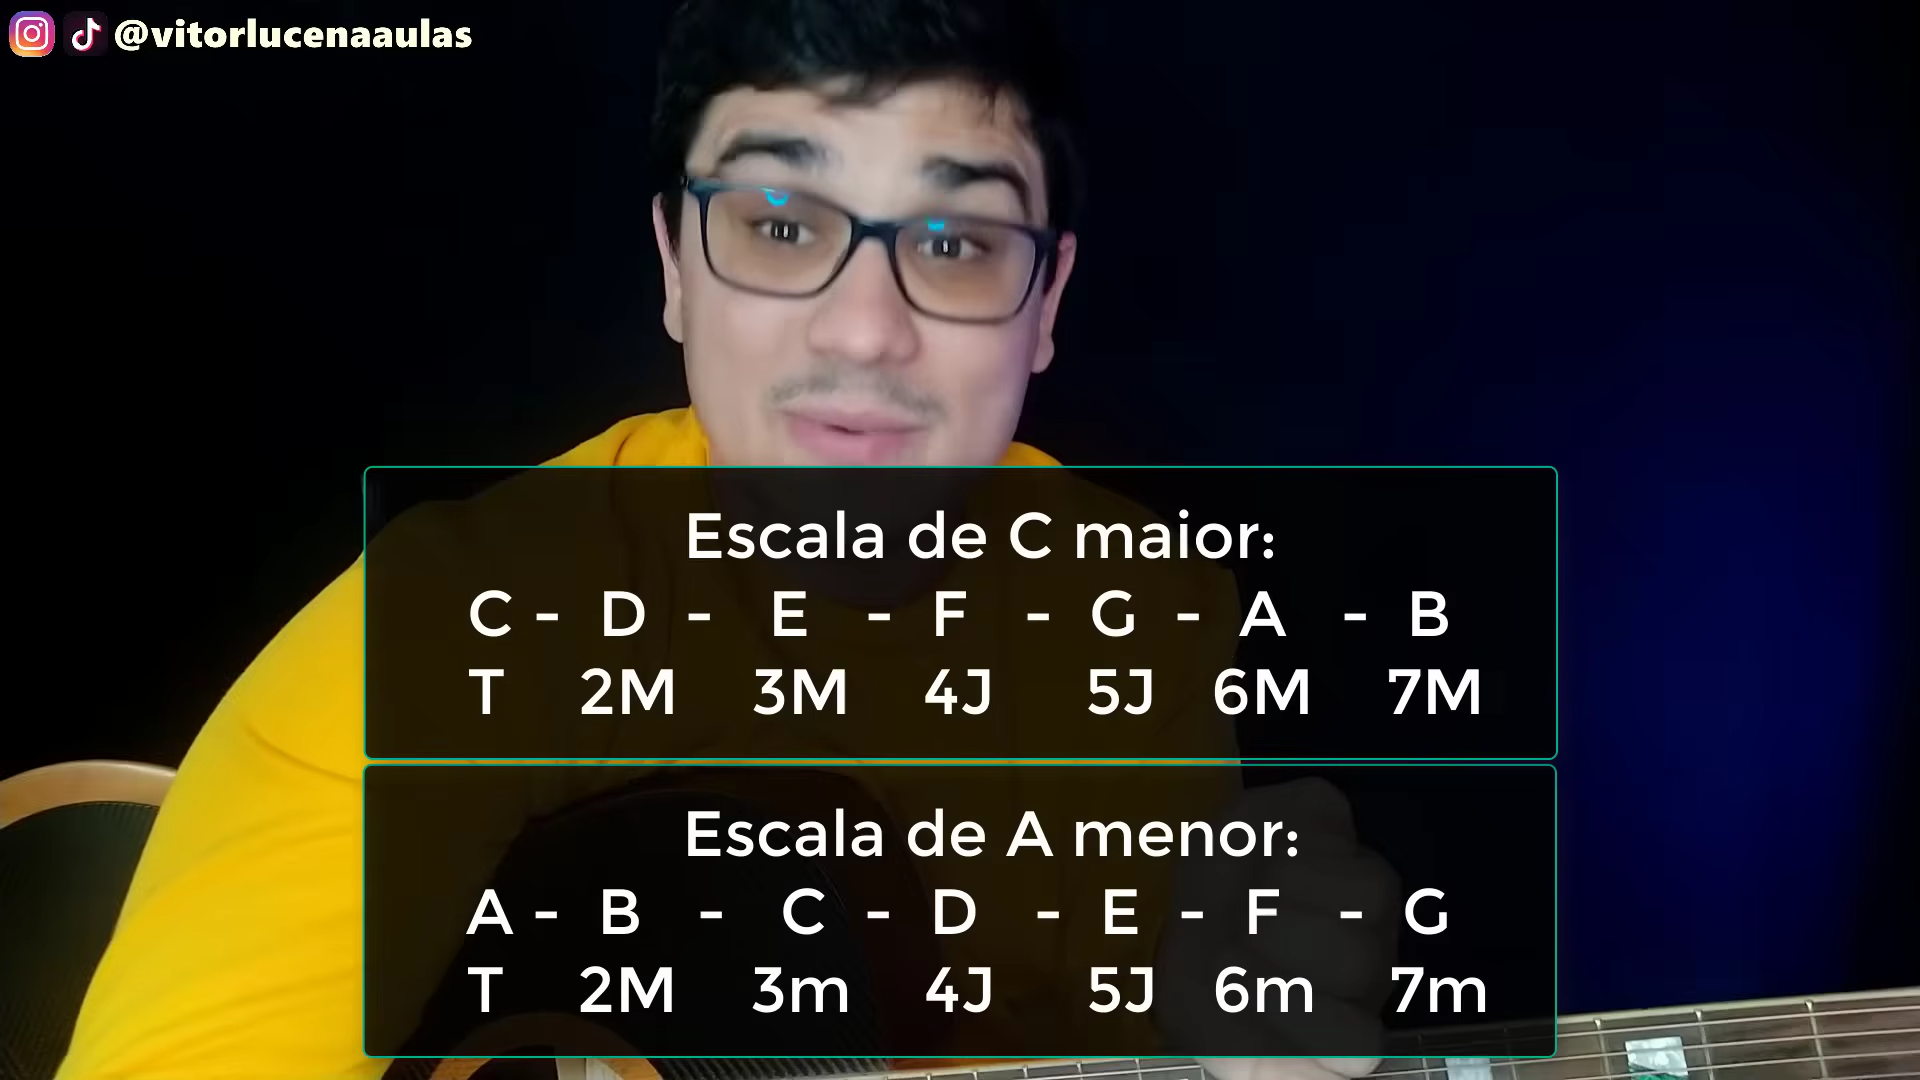 @vitorlucenaaulas
Escala de C maior:
C - D - E - F - G - A - B
T 2M 3M 4J 5J 6M 7M
Escala de A menor:
A - B - C - D - E - F - G
T 2M 3m 4J 5J 6m 7m